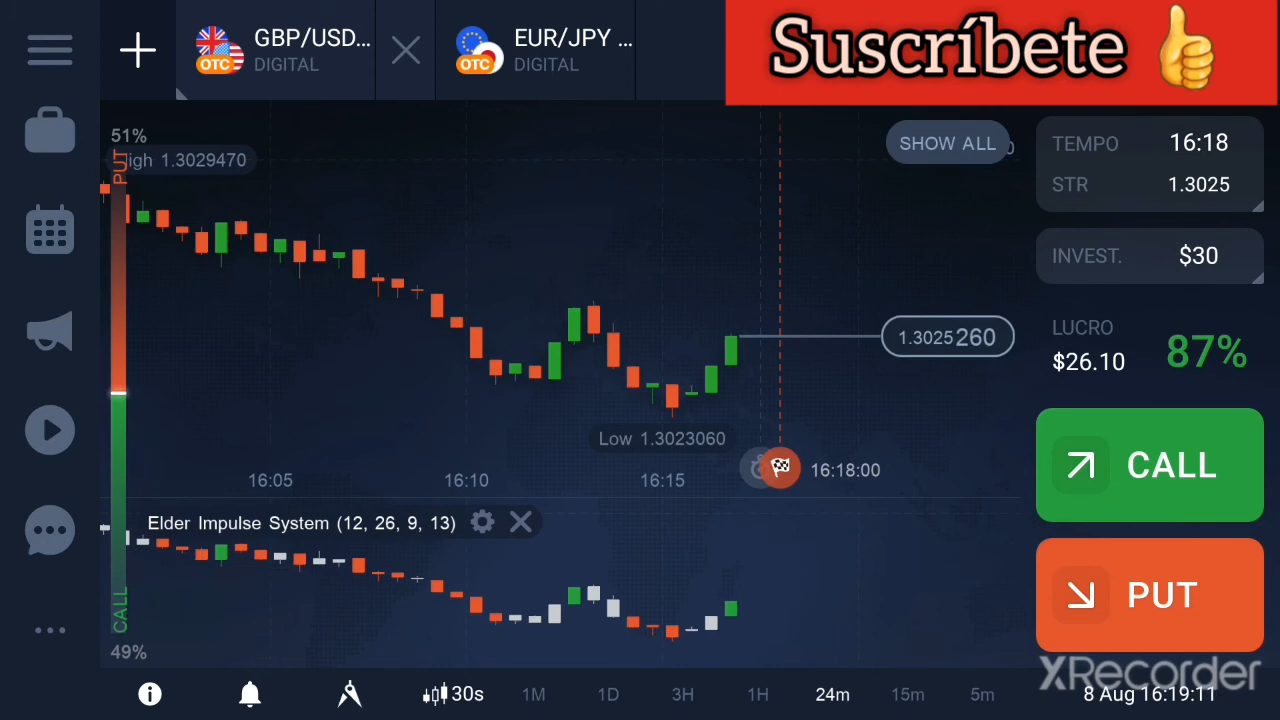 GBP/USD...
OTC
DIGITAL
EUR/JPY ...
OTC
DIGITAL
Suscríbete
51%
PUT
igh 1.3029470
SHOW ALL
TEMPO 16:18
STR 1.3025
INVEST. $30
1.3025260
LUCRO
$26.10
87%
Low 1.3023060
16:05
16:10
16:15
16:18:00
CALL
Elder Impulse System (12, 26, 9, 13)
PUT
CALL
49%
XRecorder
30s
1M
1D
3H
1H
24m
15m
5m
8 Aug 16:19:11